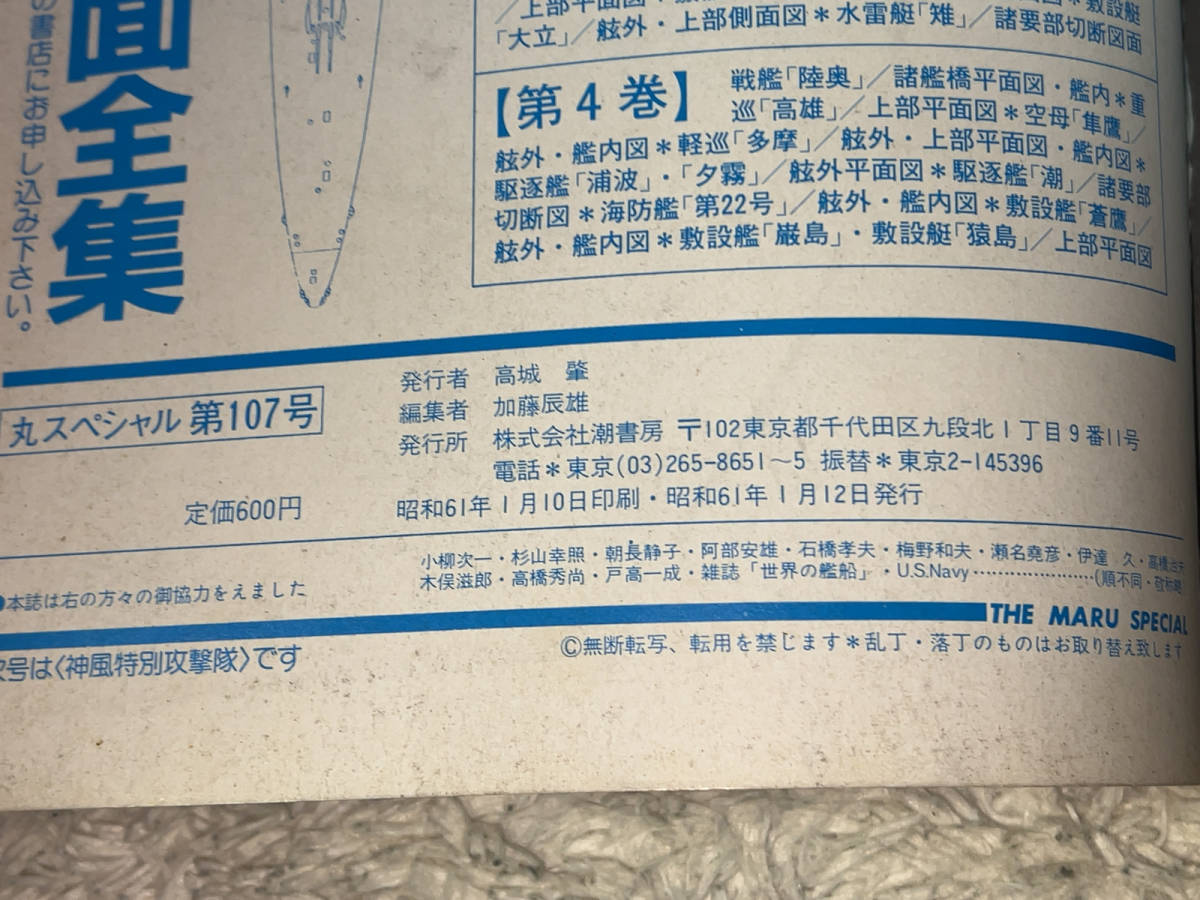 面全集
の書店にお申し込み下さい。
「大立」／舷外・上部側面図＊水雷艇「雉」／諸要部切断図面
【第4巻】
戦艦「陸奥」／諸艦橋平面図・艦内＊重
巡「高雄」／上部平面図＊空母「隼鷹」／
舷外・艦内図＊軽巡「多摩」／舷外・上部平面図・艦内図＊
駆逐艦「浦波」・「夕霧」／舷外平面図＊駆逐艦「潮」／諸要部
切断図＊海防艦「第22号」／舷外・艦内図＊敷設艇「蒼鷹」／
舷外・艦内図＊敷設艦「厳島」・敷設艇「猿島」／上部平面図
丸スペシャル 第107号
発行者 高城 肇
編集者 加藤辰雄
発行所 株式会社潮書房 〒102東京都千代田区九段北1丁目9番11号
電話＊東京(03)265-8651～5 振替＊東京2-145396
定価600円
昭和61年1月10日印刷・昭和61年1月12日発行
小柳次一・杉山幸照・朝長静子・阿部安雄・石橋孝夫・梅野和夫・瀬名堯彦・伊達 久・高橋治夫
木俣滋郎・高橋秀尚・戸高一成・雑誌「世界の艦船」・U.S.Navy……………………(順不同・敬称略
●本誌は右の方々の御協力をえました
THE MARU SPECIAL
次号は〈神風特別攻撃隊〉です
©無断転写、転用を禁じます＊乱丁・落丁のものはお取り替え致します